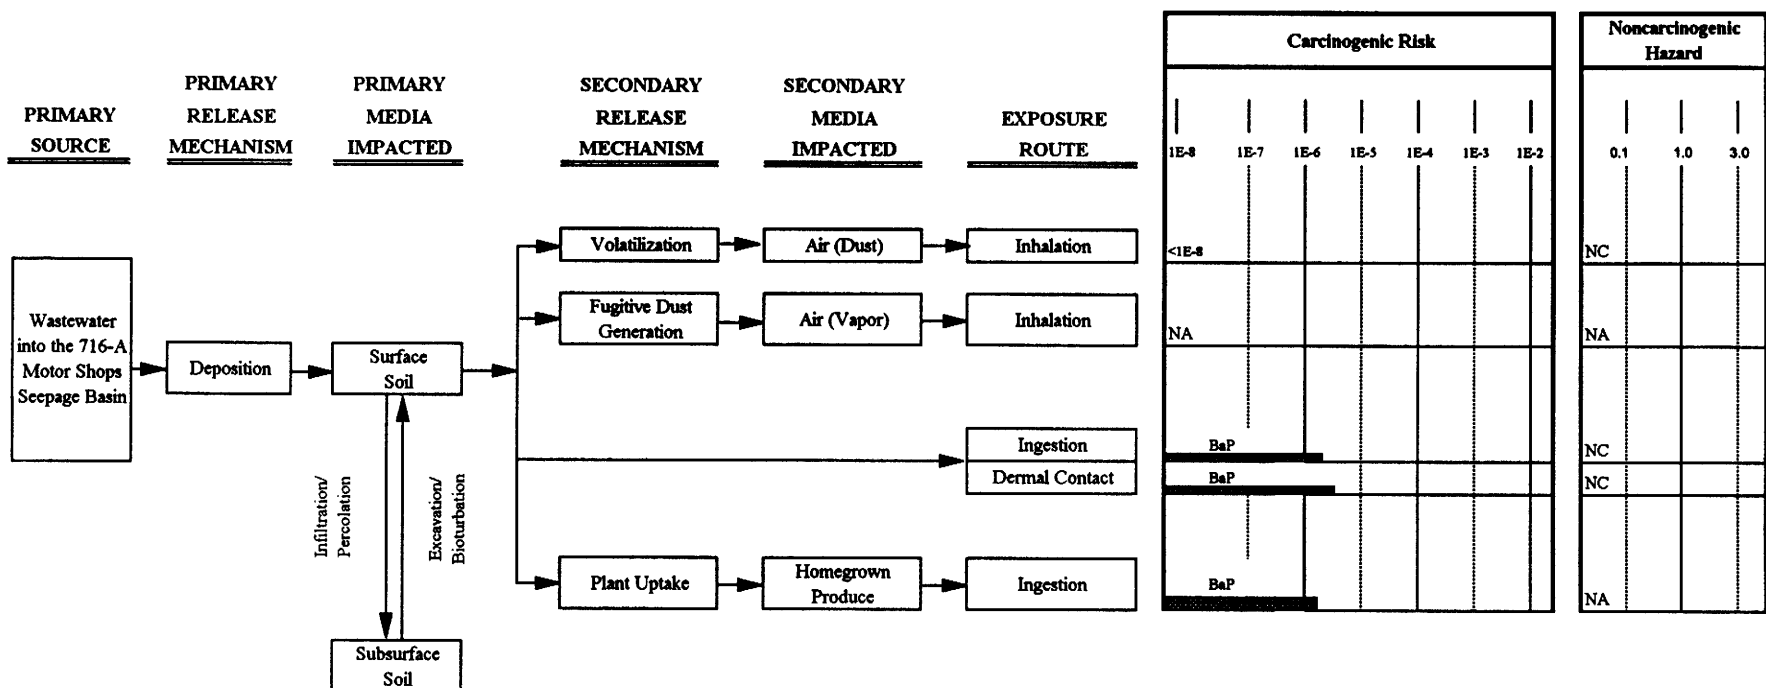 Carcinogenic Risk
Noncarcinogenic
Hazard
PRIMARY
SOURCE
PRIMARY
RELEASE
MECHANISM
PRIMARY
MEDIA
IMPACTED
SECONDARY
RELEASE
MECHANISM
SECONDARY
MEDIA
IMPACTED
EXPOSURE
ROUTE
1E-8 1E-7 1E-6 1E-5 1E-4 1E-3 1E-2
0.1 1.0 3.0
Wastewater
into the 716-A
Motor Shops
Seepage Basin
Deposition
Surface
Soil
Infiltration/
Percolation
Excavation/
Bioturbation
Subsurface
Soil
Volatilization
Air (Dust)
Inhalation
<1E-8
NC
Fugitive Dust
Generation
Air (Vapor)
Inhalation
NA
NA
Ingestion
BaP
NC
Dermal Contact
BaP
NC
Plant Uptake
Homegrown
Produce
Ingestion
BaP
NA